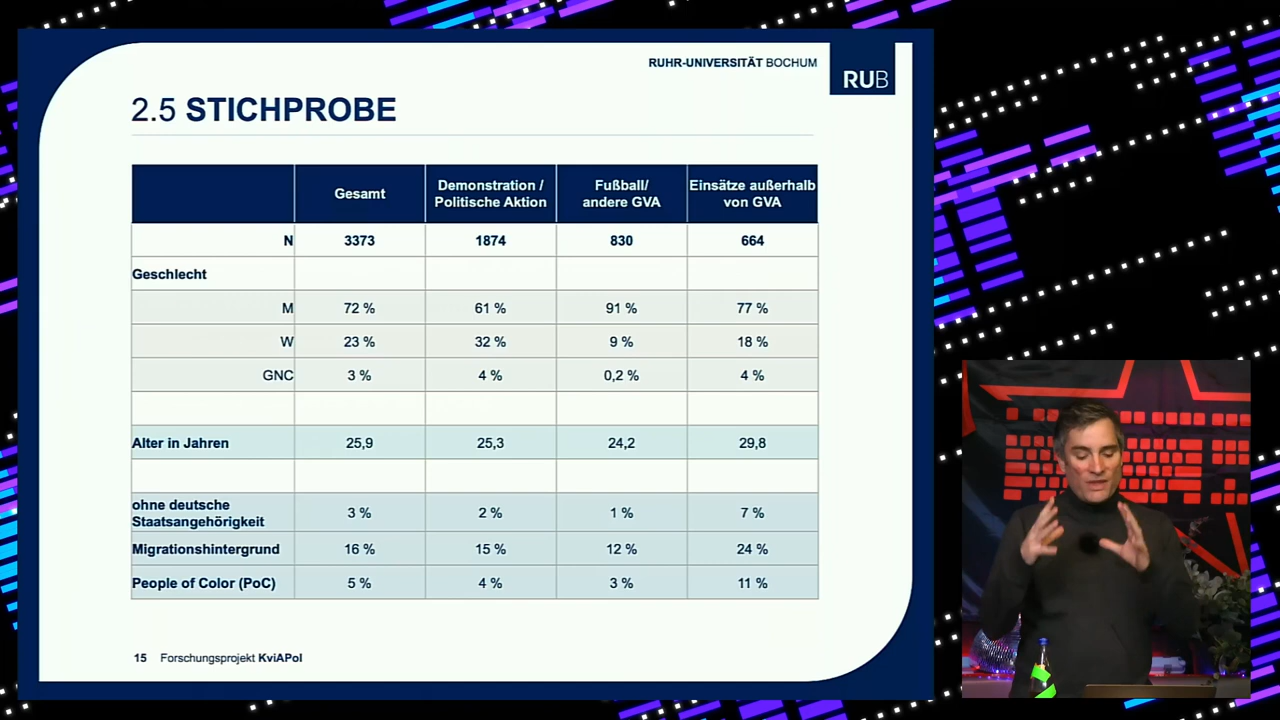 RUHR-UNIVERSITÄT BOCHUM
RUB
2.5 STICHPROBE
Gesamt
Demonstration /
Politische Aktion
Fußball/
andere GVA
Einsätze außerhalb
von GVA
N 3373 1874 830 664
Geschlecht
M 72 % 61 % 91 % 77 %
W 23 % 32 % 9 % 18 %
GNC 3 % 4 % 0,2 % 4 %
Alter in Jahren 25,9 25,3 24,2 29,8
ohne deutsche
Staatsangehörigkeit 3 % 2 % 1 % 7 %
Migrationshintergrund 16 % 15 % 12 % 24 %
People of Color (PoC) 5 % 4 % 3 % 11 %
15 Forschungsprojekt KviAPol